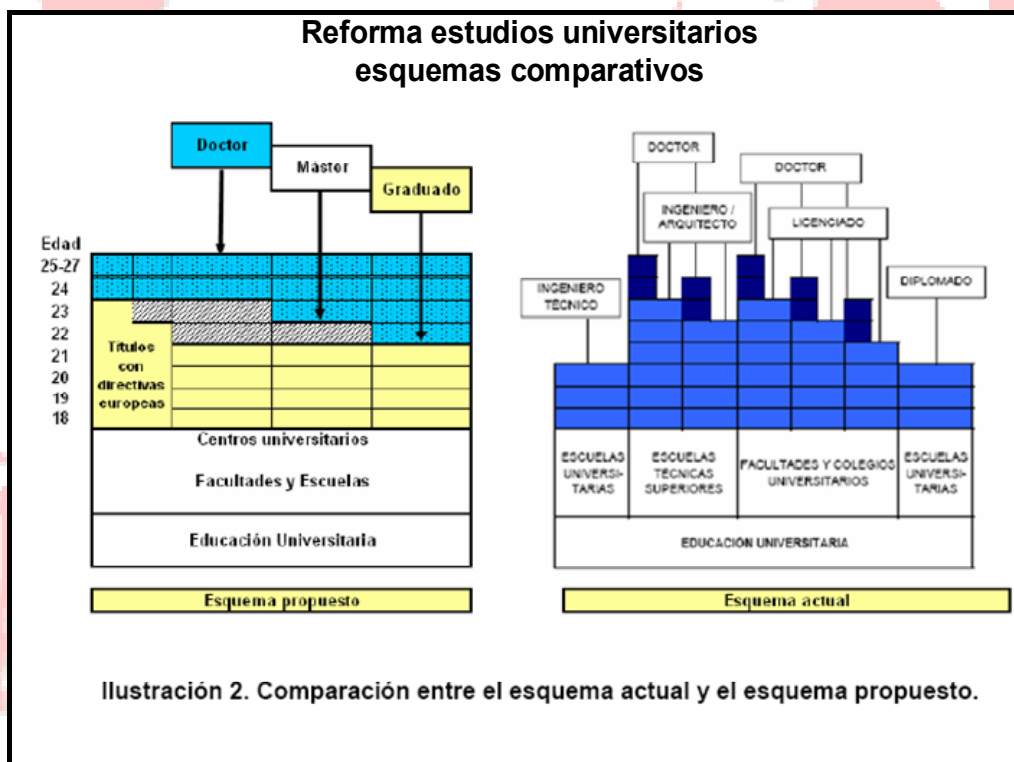 Reforma estudios universitarios
esquemas comparativos
Doctor
Máster
Graduado
Edad
25-27
24
23
22
21
20
19
18
Títulos
con
directivas
europeas
Centros universitarios
Facultades y Escuelas
Educación Universitaria
Esquema propuesto
DOCTOR
DOCTOR
INGENIERO /
ARQUITECTO
LICENCIADO
INGENIERO
TÉCNICO
DIPLOMADO
ESCUELAS
UNIVERSI-
TARIAS
ESCUELAS
TÉCNICAS
SUPERIORES
FACULTADES Y COLEGIOS
UNIVERSITARIOS
ESCUELAS
UNIVERSI-
TARIAS
EDUCACIÓN UNIVERSITARIA
Esquema actual
Ilustración 2. Comparación entre el esquema actual y el esquema propuesto.